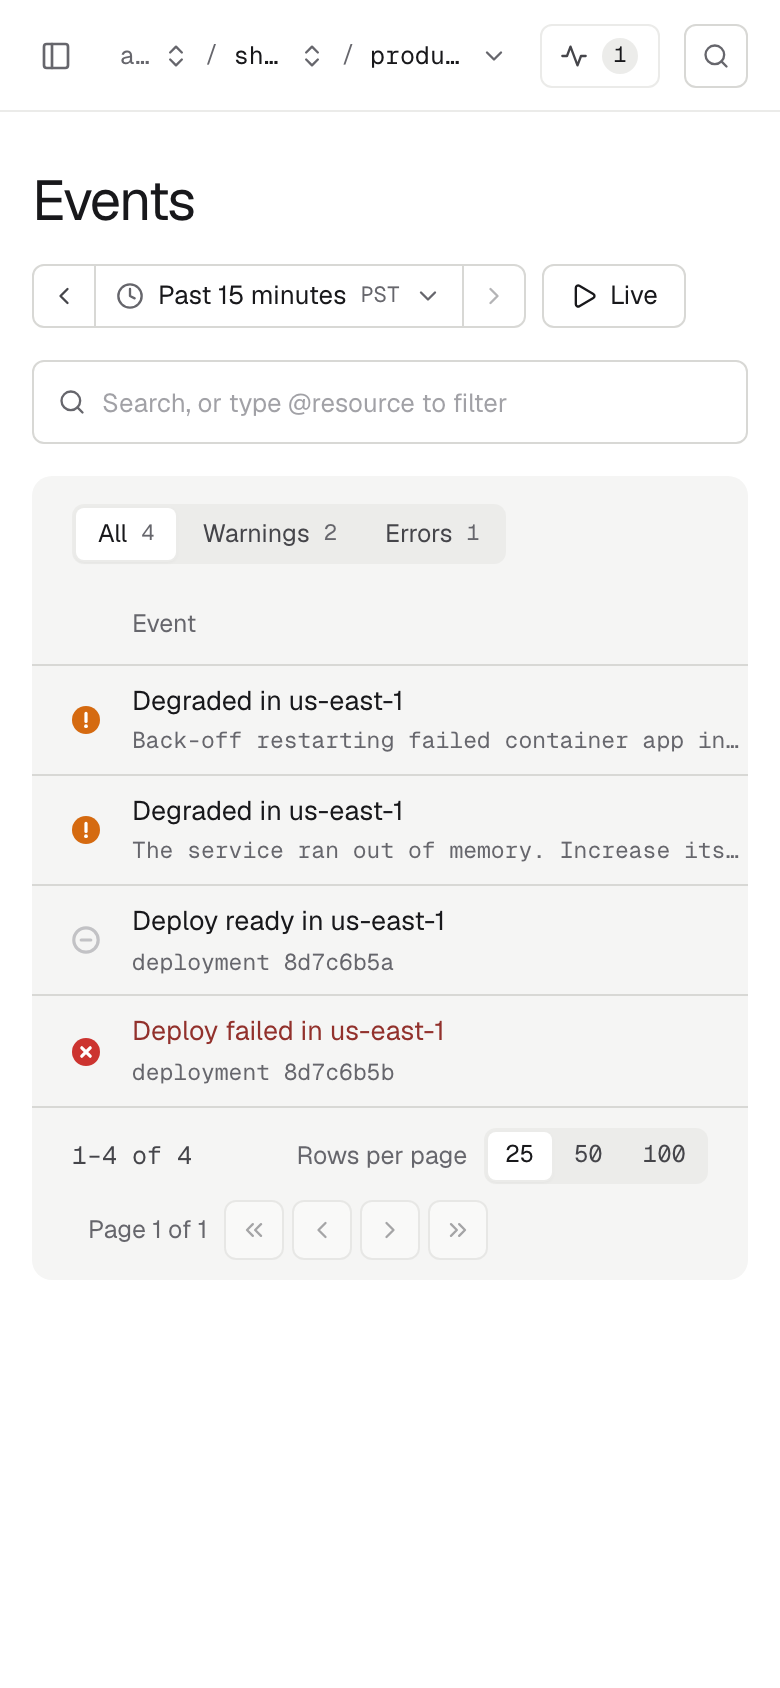 a… / sh… / produ… 1
Events
Past 15 minutes PST Live
Search, or type @resource to filter
All 4 Warnings 2 Errors 1
Event
Degraded in us-east-1
Back-off restarting failed container app in…
Degraded in us-east-1
The service ran out of memory. Increase its…
Deploy ready in us-east-1
deployment 8d7c6b5a
Deploy failed in us-east-1
deployment 8d7c6b5b
1–4 of 4 Rows per page 25 50 100
Page 1 of 1